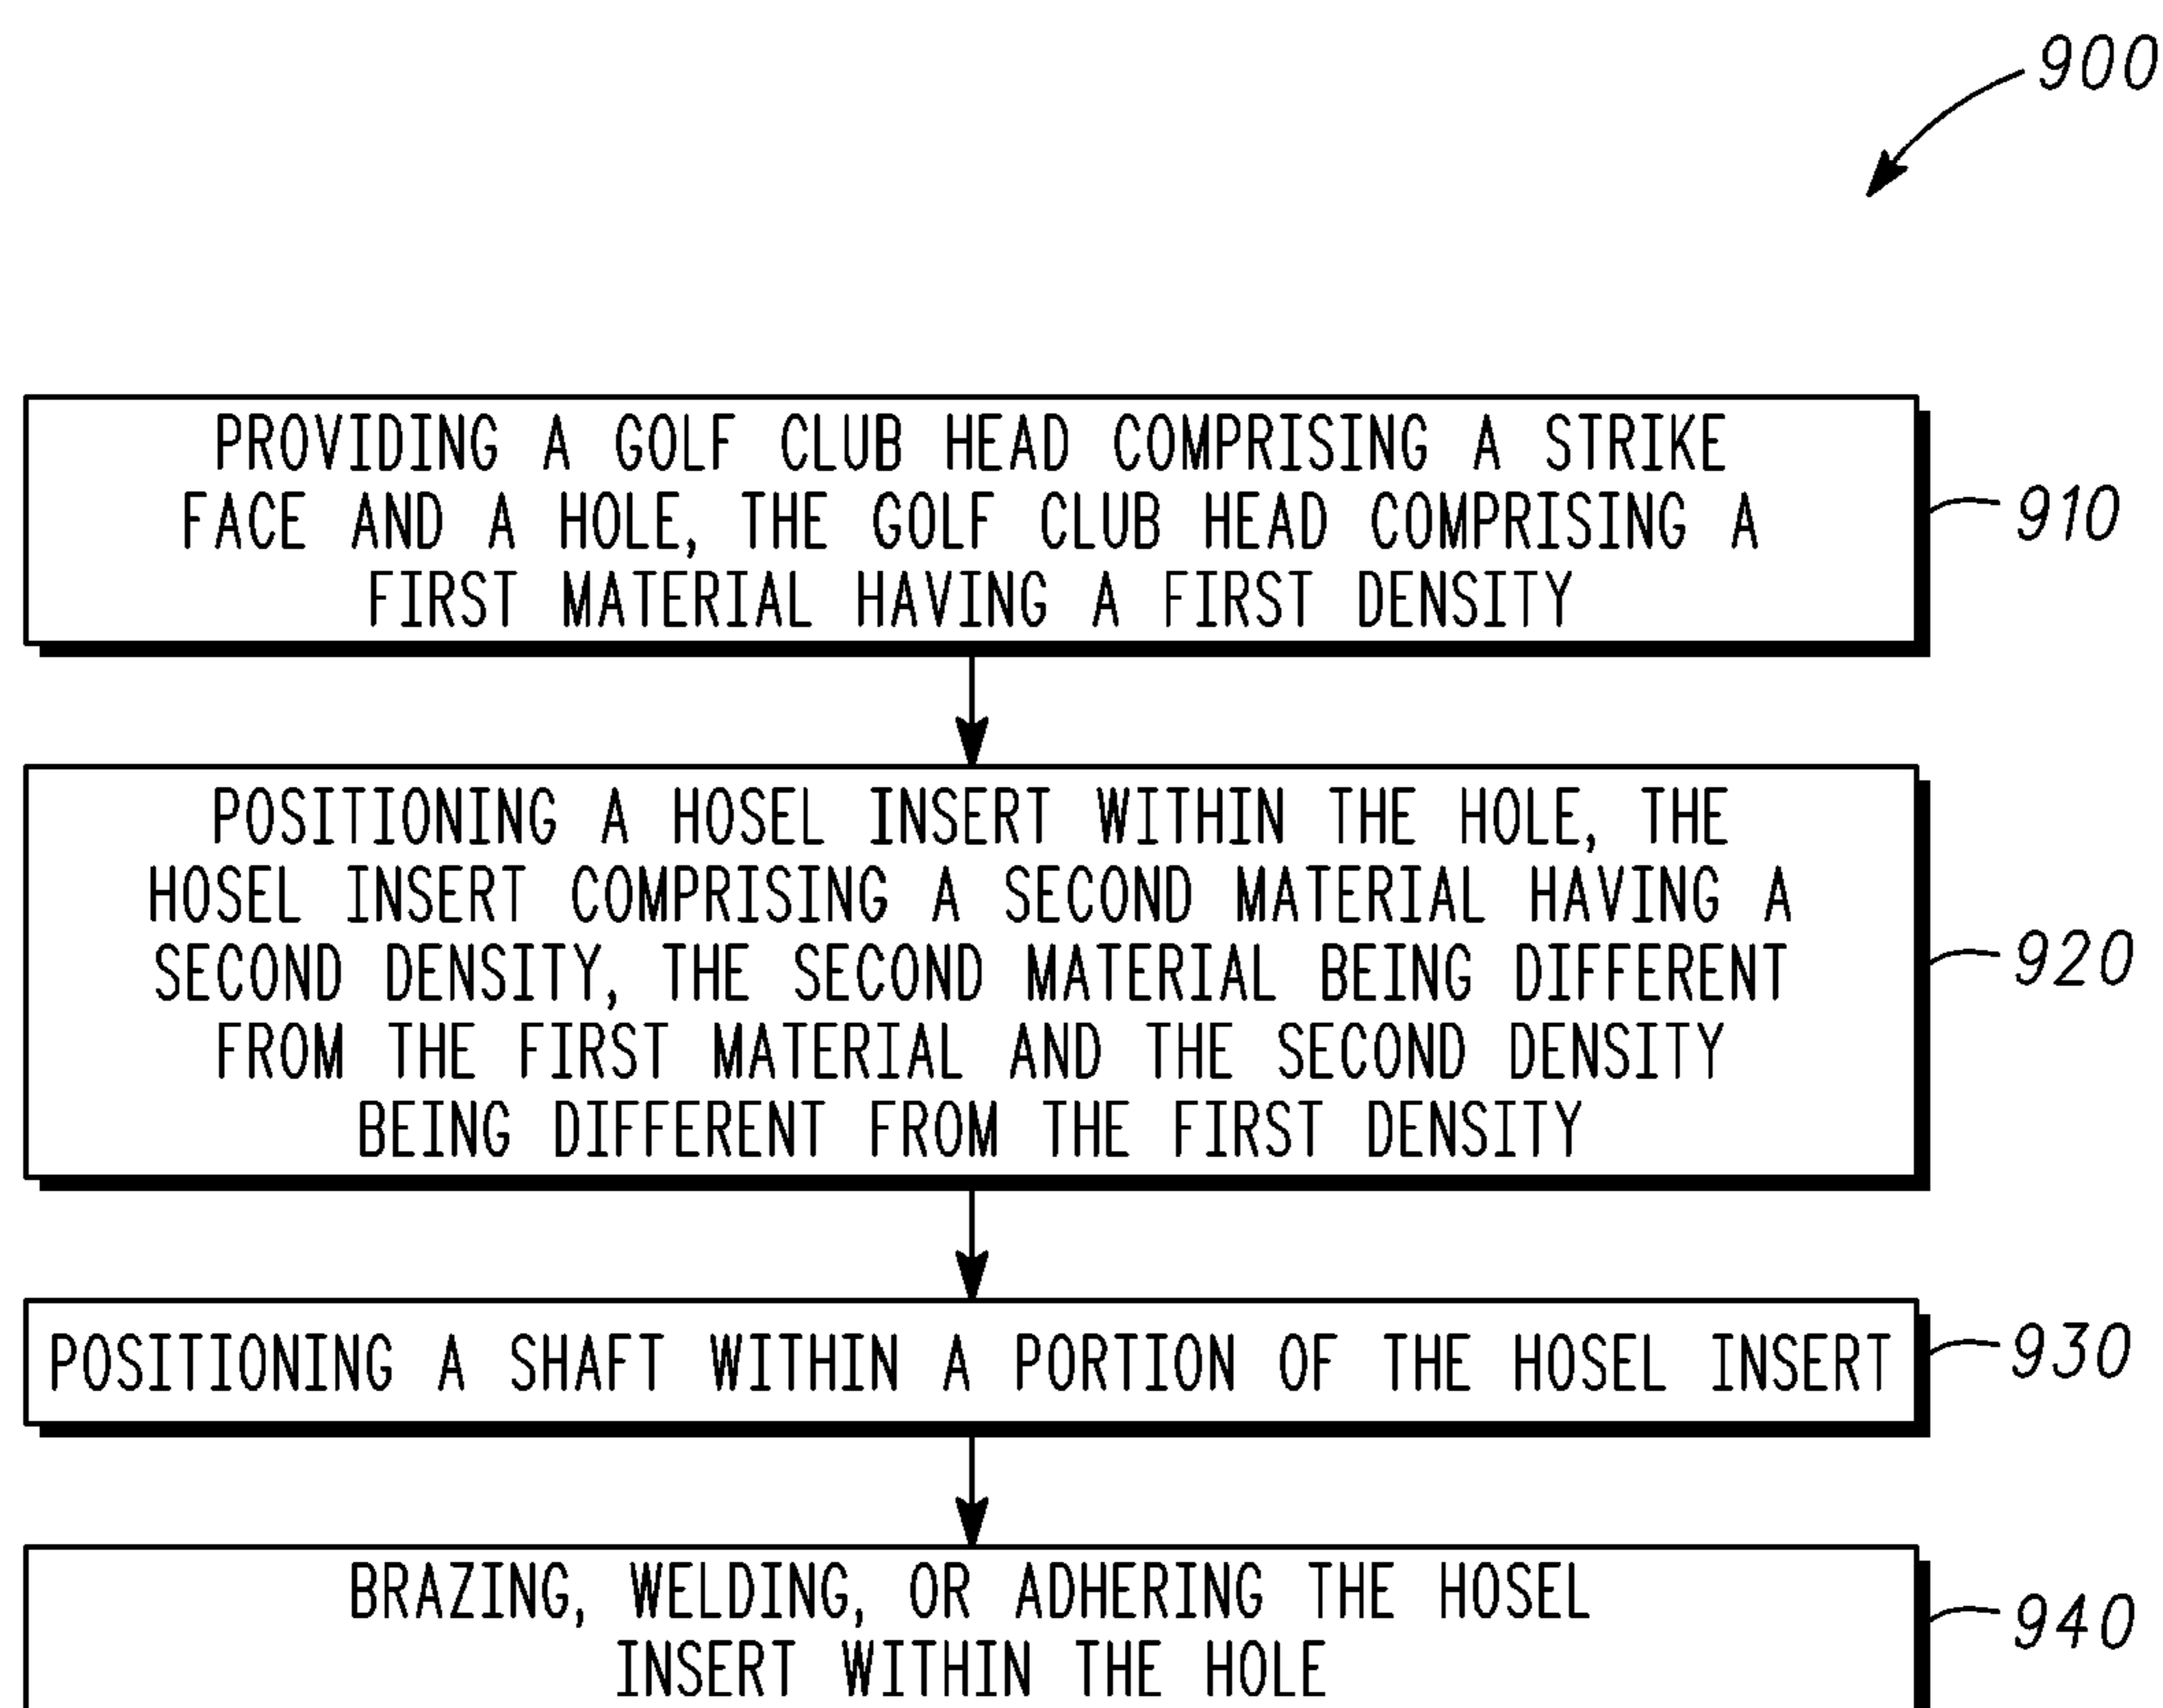 900
PROVIDING A GOLF CLUB HEAD COMPRISING A STRIKE
FACE AND A HOLE, THE GOLF CLUB HEAD COMPRISING A
FIRST MATERIAL HAVING A FIRST DENSITY
910
POSITIONING A HOSEL INSERT WITHIN THE HOLE, THE
HOSEL INSERT COMPRISING A SECOND MATERIAL HAVING A
SECOND DENSITY, THE SECOND MATERIAL BEING DIFFERENT
FROM THE FIRST MATERIAL AND THE SECOND DENSITY
BEING DIFFERENT FROM THE FIRST DENSITY
920
POSITIONING A SHAFT WITHIN A PORTION OF THE HOSEL INSERT
930
BRAZING, WELDING, OR ADHERING THE HOSEL
INSERT WITHIN THE HOLE
940